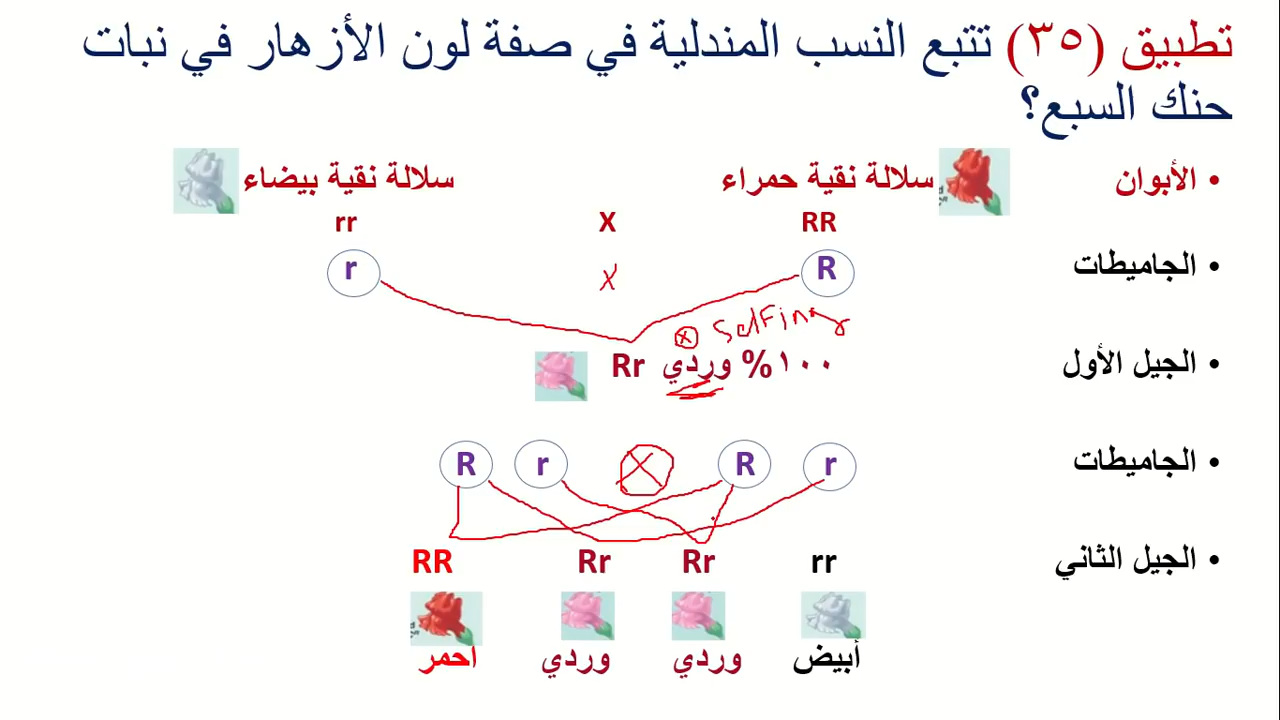 تطبيق (٣٥) تتبع النسب المندلية في صفة لون الأزهار في نبات
حنك السبع؟
• الأبوان سلالة نقية حمراء سلالة نقية بيضاء
RR X rr
• الجاميطات R X r
⊗ Selfing
• الجيل الأول ١٠٠% وردي Rr
• الجاميطات R r ⊗ R r
• الجيل الثاني RR Rr Rr rr
احمر وردي وردي أبيض